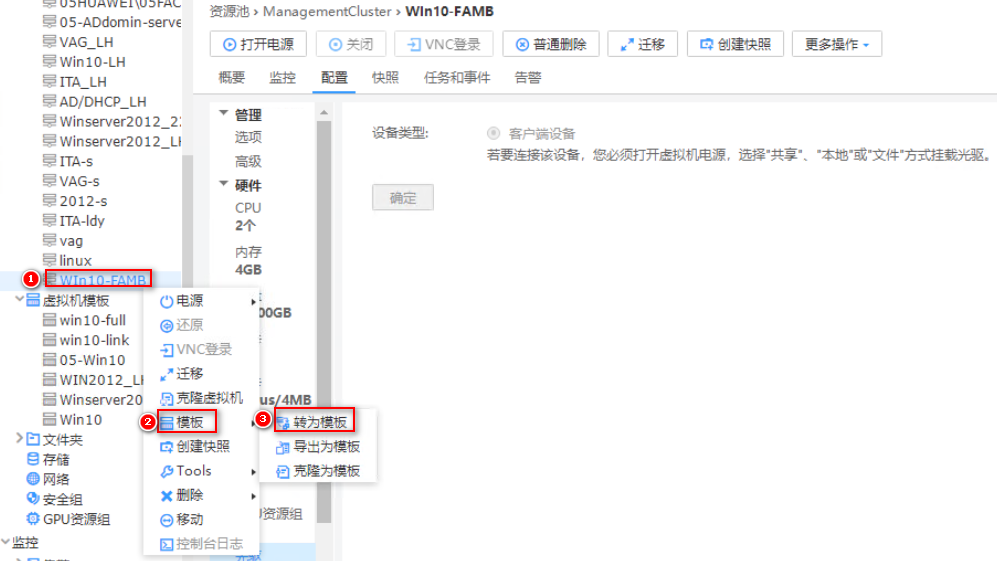 05HUAWEI\05FAC
05-ADdomin-serve
VAG_LH
Win10-LH
ITA_LH
AD/DHCP_LH
Winserver2012_2
Winserver2012_LH
ITA-s
VAG-s
2012-s
ITA-ldy
vag
linux
1 WIn10-FAMB
虚拟机模板
win10-full
win10-link
05-Win10
WIN2012_LH
Winserver20
Win10
文件夹
存储
网络
安全组
GPU资源组
监控
资源池 › ManagementCluster › WIn10-FAMB
打开电源 关闭 VNC登录 普通删除 迁移 创建快照 更多操作
概要 监控 配置 快照 任务和事件 告警
管理
选项
高级
硬件
CPU
2个
内存
4GB
00GB
us/4MB
资源组
光驱
设备类型: 客户端设备
若要连接该设备，您必须打开虚拟机电源，选择"共享"、"本地"或"文件"方式挂载光驱。
确定
电源
还原
VNC登录
迁移
克隆虚拟机
2 模板
创建快照
Tools
删除
移动
控制台日志
3 转为模板
导出为模板
克隆为模板